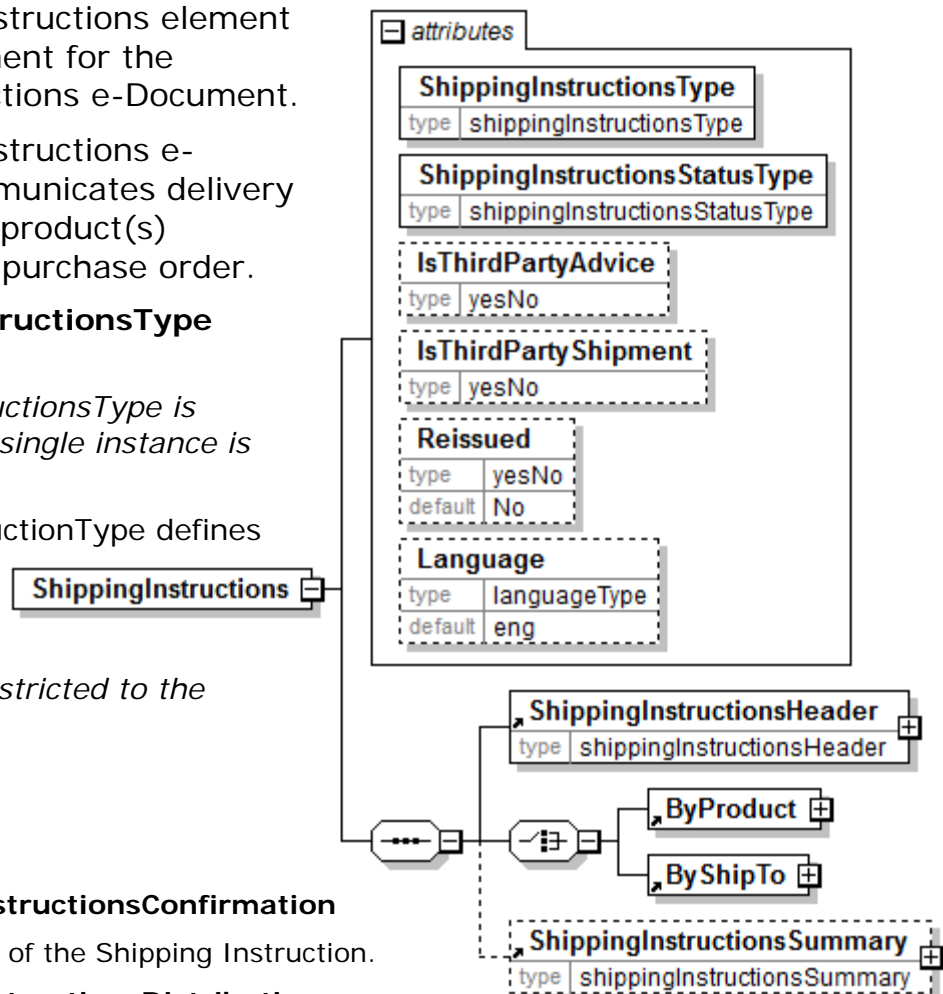 structions element
ment for the
ctions e-Document.
structions e-
mmunicates delivery
product(s)
purchase order.
ructionsType
uctionsType is
single instance is
uctionType defines
stricted to the
structionsConfirmation
of the Shipping Instruction.
attributes
ShippingInstructionsType
type shippingInstructionsType
ShippingInstructionsStatusType
type shippingInstructionsStatusType
IsThirdPartyAdvice
type yesNo
IsThirdPartyShipment
type yesNo
Reissued
type yesNo
default No
Language
type languageType
default eng
ShippingInstructions
ShippingInstructionsHeader
type shippingInstructionsHeader
ByProduct
ByShipTo
ShippingInstructionsSummary
type shippingInstructionsSummary